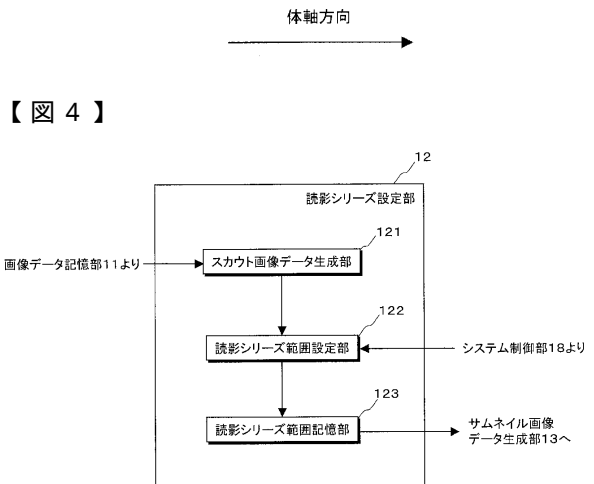 体軸方向
【図４】
12
読影シリーズ設定部
121
画像データ記憶部11より
スカウト画像データ生成部
122
読影シリーズ範囲設定部
システム制御部18より
123
読影シリーズ範囲記憶部
サムネイル画像
データ生成部13へ